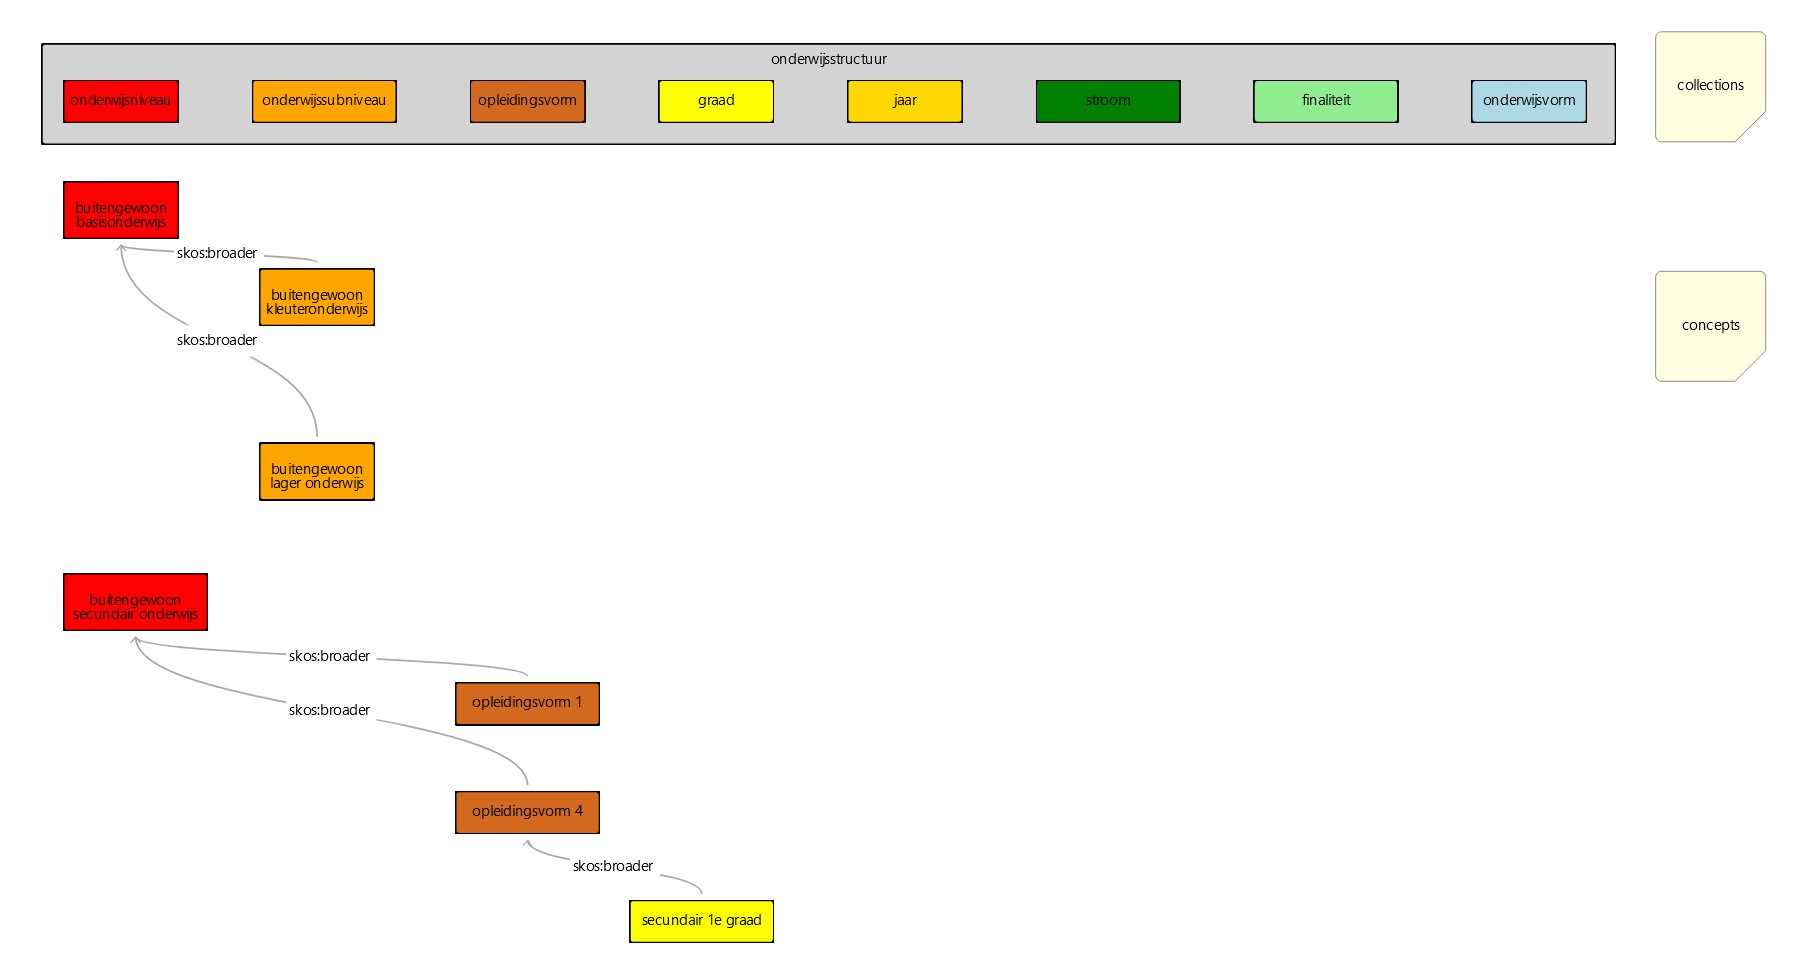 onderwijsstructuur
onderwijsniveau
onderwijssubniveau
opleidingsvorm
graad
jaar
stroom
finaliteit
onderwijsvorm
collections
buitengewoon
basisonderwijs
skos:broader
buitengewoon
kleuteronderwijs
skos:broader
concepts
buitengewoon
lager onderwijs
buitengewoon
secundair onderwijs
skos:broader
opleidingsvorm 1
skos:broader
opleidingsvorm 4
skos:broader
secundair 1e graad